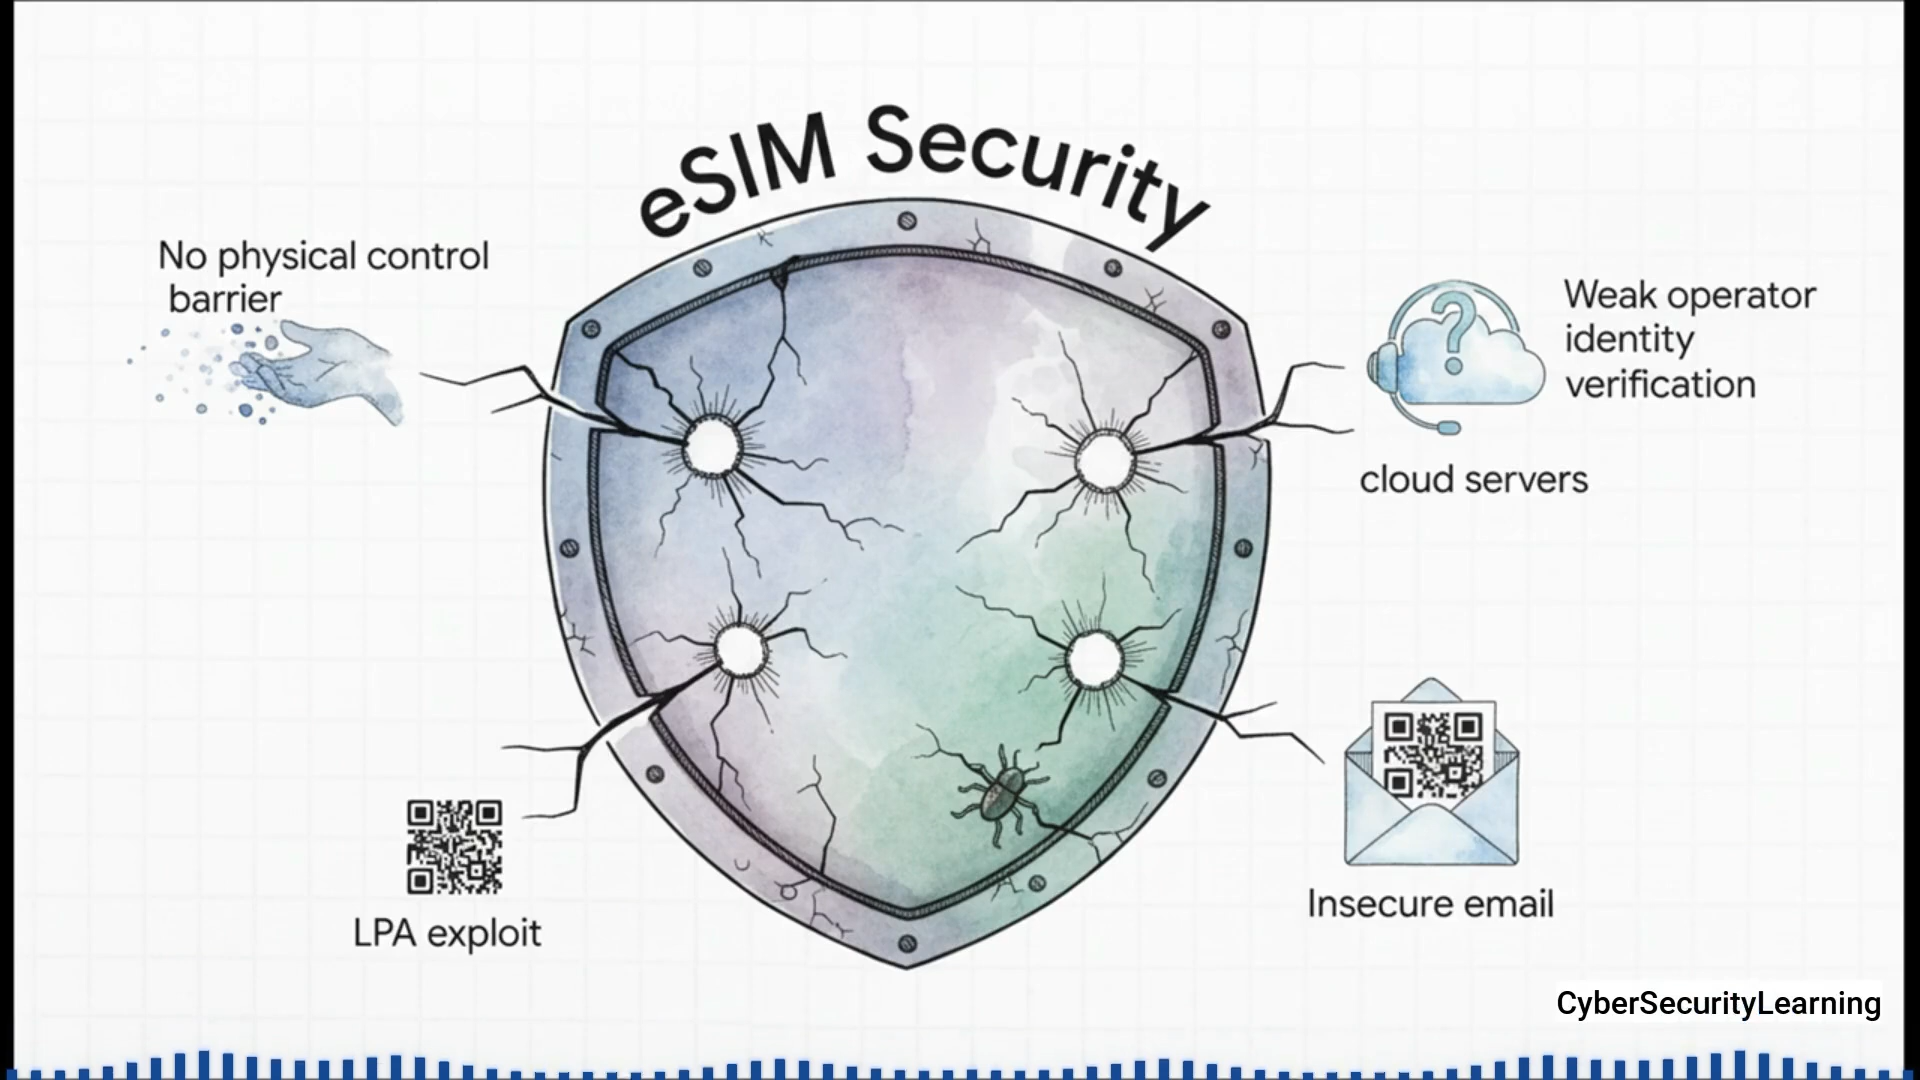 eSIM Security
No physical control
barrier
Weak operator
identity
verification
cloud servers
LPA exploit
Insecure email
CyberSecurityLearning